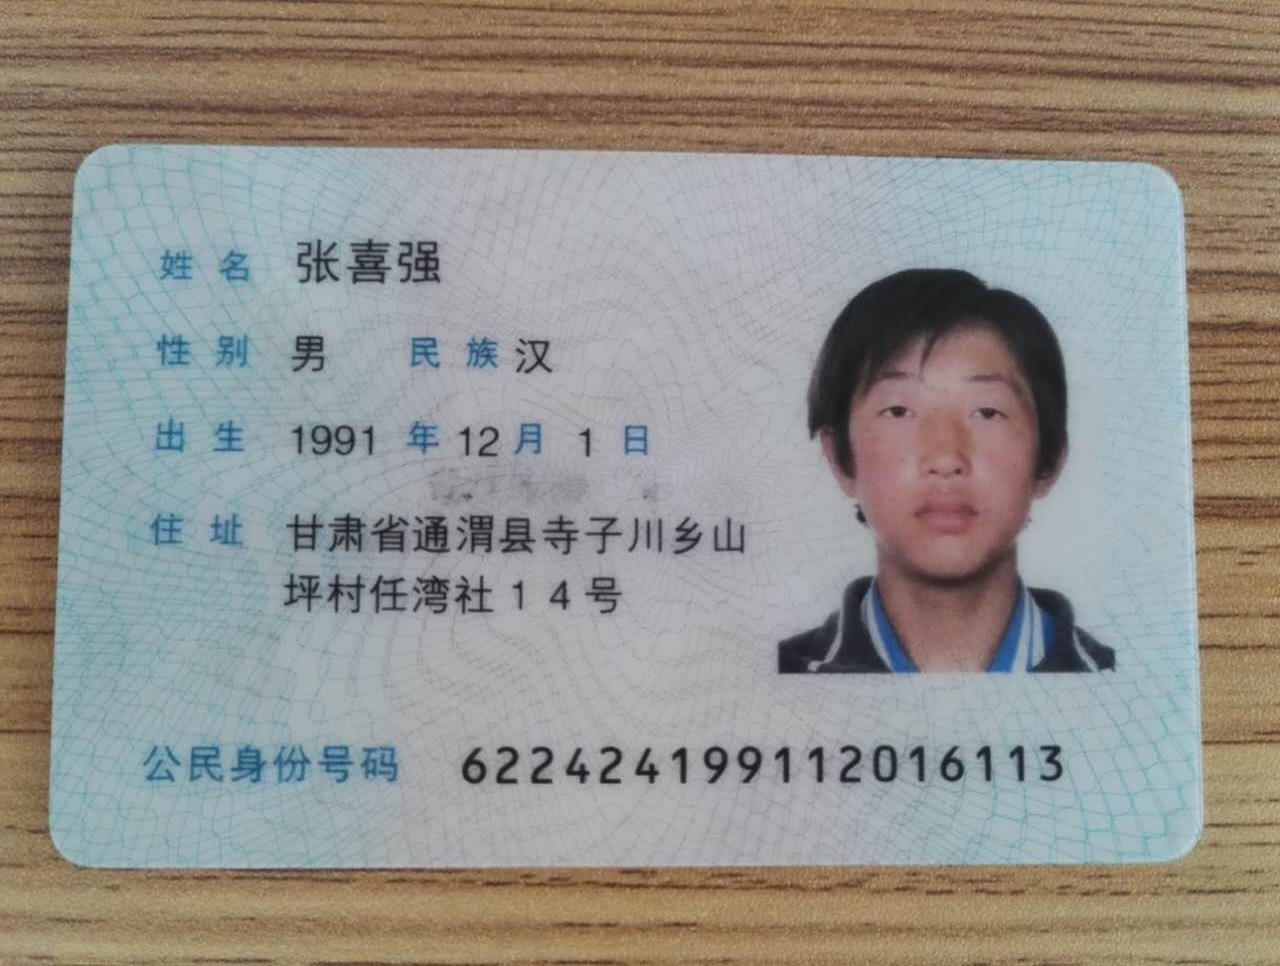 姓名 张喜强
性别 男 民族 汉
出生 1991 年 12 月 1 日
住址 甘肃省通渭县寺子川乡山
坪村任湾社14号
公民身份号码 622424199112016113